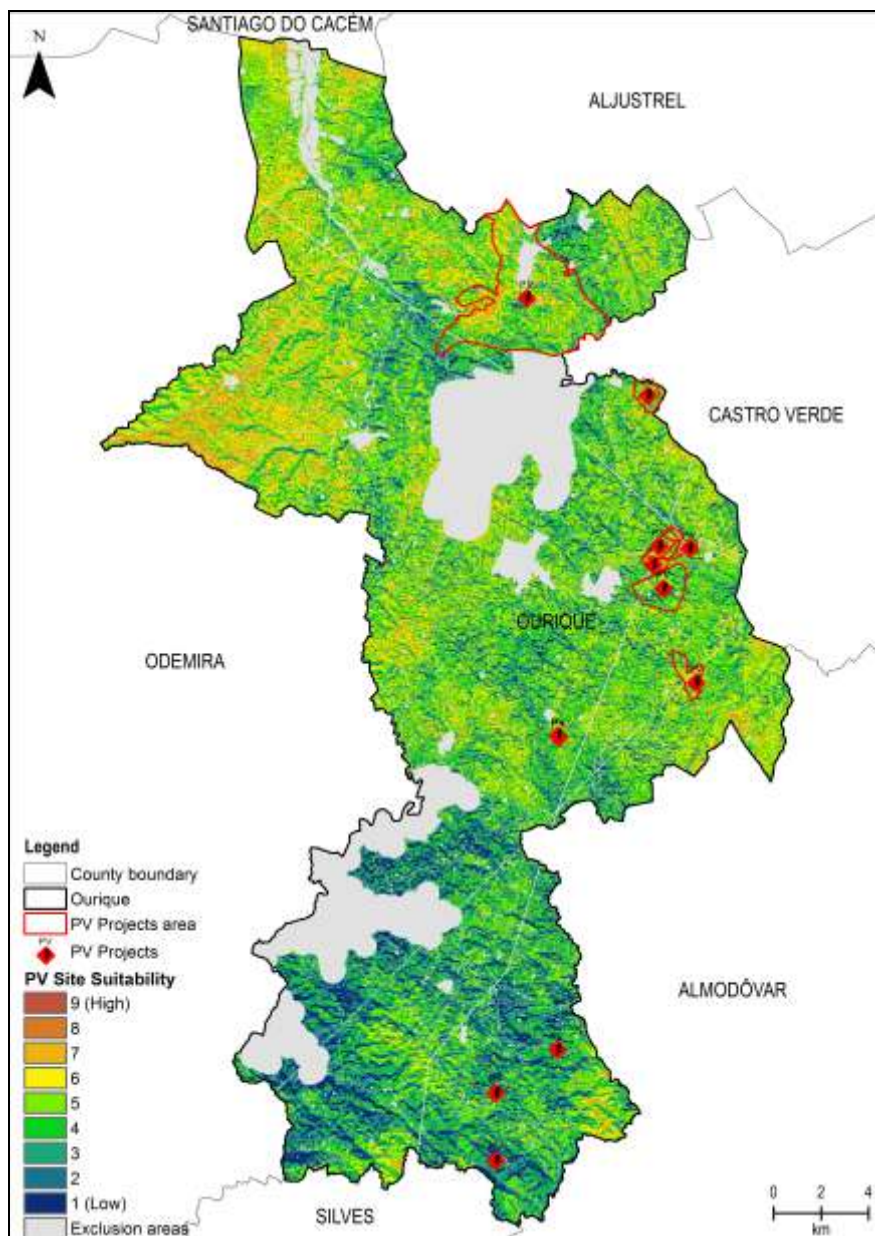 SANTIAGO DO CACÉM
N
ALJUSTREL
PV
CASTRO VERDE
OURIQUE
ODEMIRA
PV
Legend
County boundary
Ourique
PV Projects area
PV
PV Projects
PV Site Suitability
9 (High)
8
7
6
5
4
3
2
1 (Low)
Exclusion areas
ALMODÔVAR
SILVES
0 2 4
km